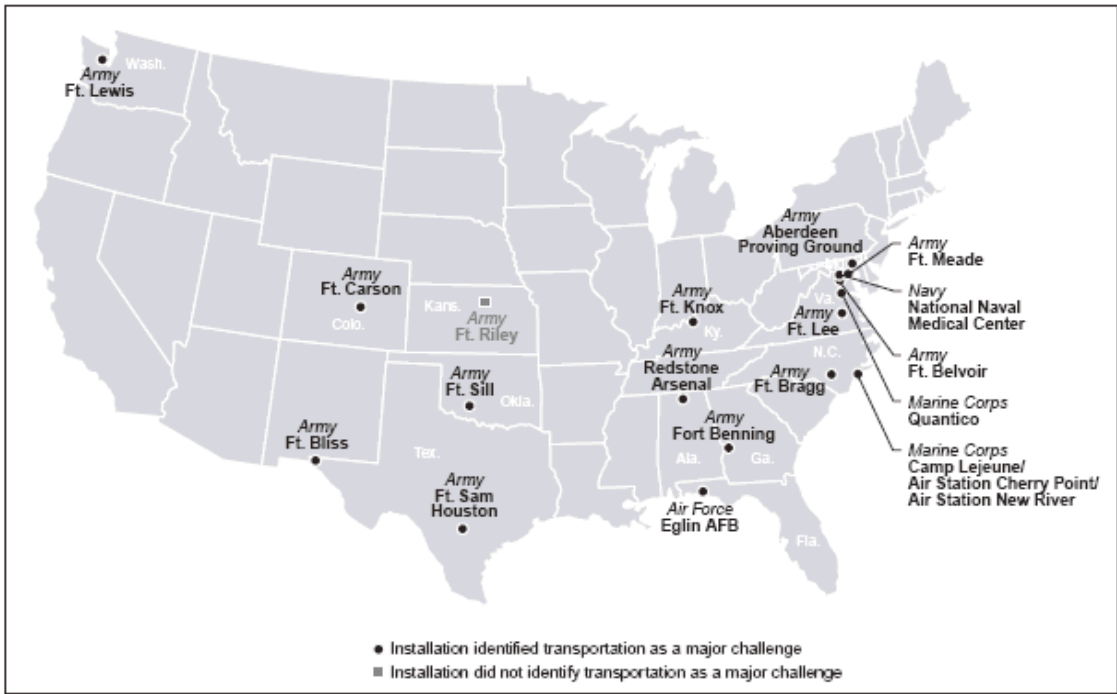 Wash.
Army
Ft. Lewis
Army
Ft. Carson
Colo.
Kans.
Army
Ft. Riley
Army
Ft. Sill
Okla.
Army
Ft. Bliss
Tex.
Army
Ft. Sam
Houston
Army
Ft. Knox
Ky.
Army
Redstone
Arsenal
Army
Fort Benning
Ala.
Ga.
Air Force
Eglin AFB
Fla.
Army
Aberdeen
Proving Ground
Va.
Army
Ft. Lee
N.C.
Army
Ft. Bragg
Army
Ft. Meade
Navy
National Naval
Medical Center
Army
Ft. Belvoir
Marine Corps
Quantico
Marine Corps
Camp Lejeune/
Air Station Cherry Point/
Air Station New River
Installation identified transportation as a major challenge
Installation did not identify transportation as a major challenge